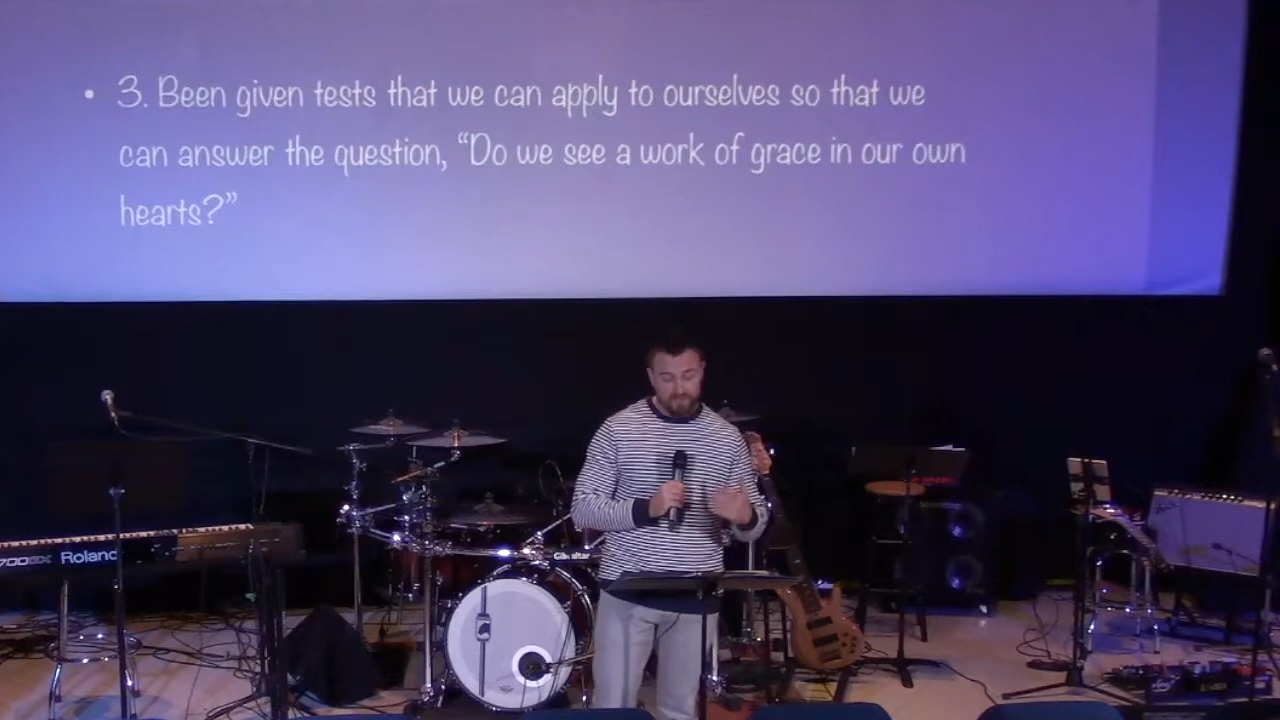 • 3. Been given tests that we can apply to ourselves so that we
can answer the question, “Do we see a work of grace in our own
hearts?”
Roland